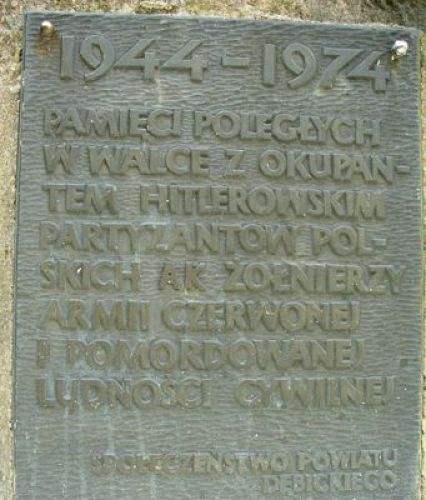 1944-1974
PAMIĘCI POLEGŁYCH
W WALCE Z OKUPAN-
TEM HITLEROWSKIM
PARTYZANTÓW POL-
SKICH AK ŻOŁNIERZY
ARMII CZERWONEJ
I POMORDOWANEJ
LUDNOŚCI CYWILNEJ
SPOŁECZEŃSTWO POWIATU
DĘBICKIEGO